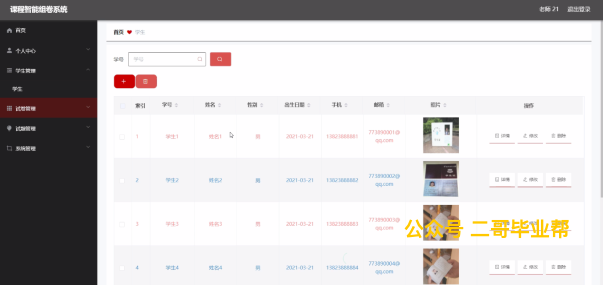 课程智能组卷系统
老师 21 退出登录
首页
首页 学生
个人中心
学号 学号
学生管理
学生
索引 学号 姓名 性别 出生日期 手机 邮箱 照片 操作
试卷管理
1 学生1 姓名1 男 2021-03-21 13823888881 773890001@qq.com 详情 修改 删除
试题管理
系统管理
2 学生2 姓名2 男 2021-03-21 13823888882 773890002@qq.com 详情 修改 删除
3 学生3 姓名3 男 2021-03-21 13823888883 773890003@qq.com 详情 修改 删除
公众号 二哥毕业帮
4 学生4 姓名4 男 2021-03-21 13823888884 773890004@qq.com 详情 修改 删除